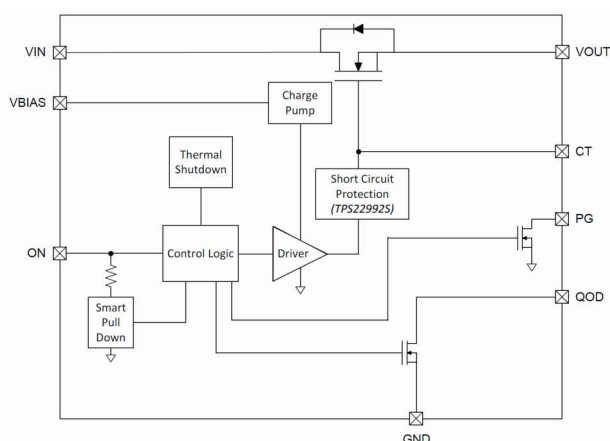 VIN
VOUT
VBIAS
Charge
Pump
CT
Thermal
Shutdown
Short Circuit
Protection
(TPS22992S)
PG
ON
Control Logic
Driver
QOD
Smart
Pull
Down
GND